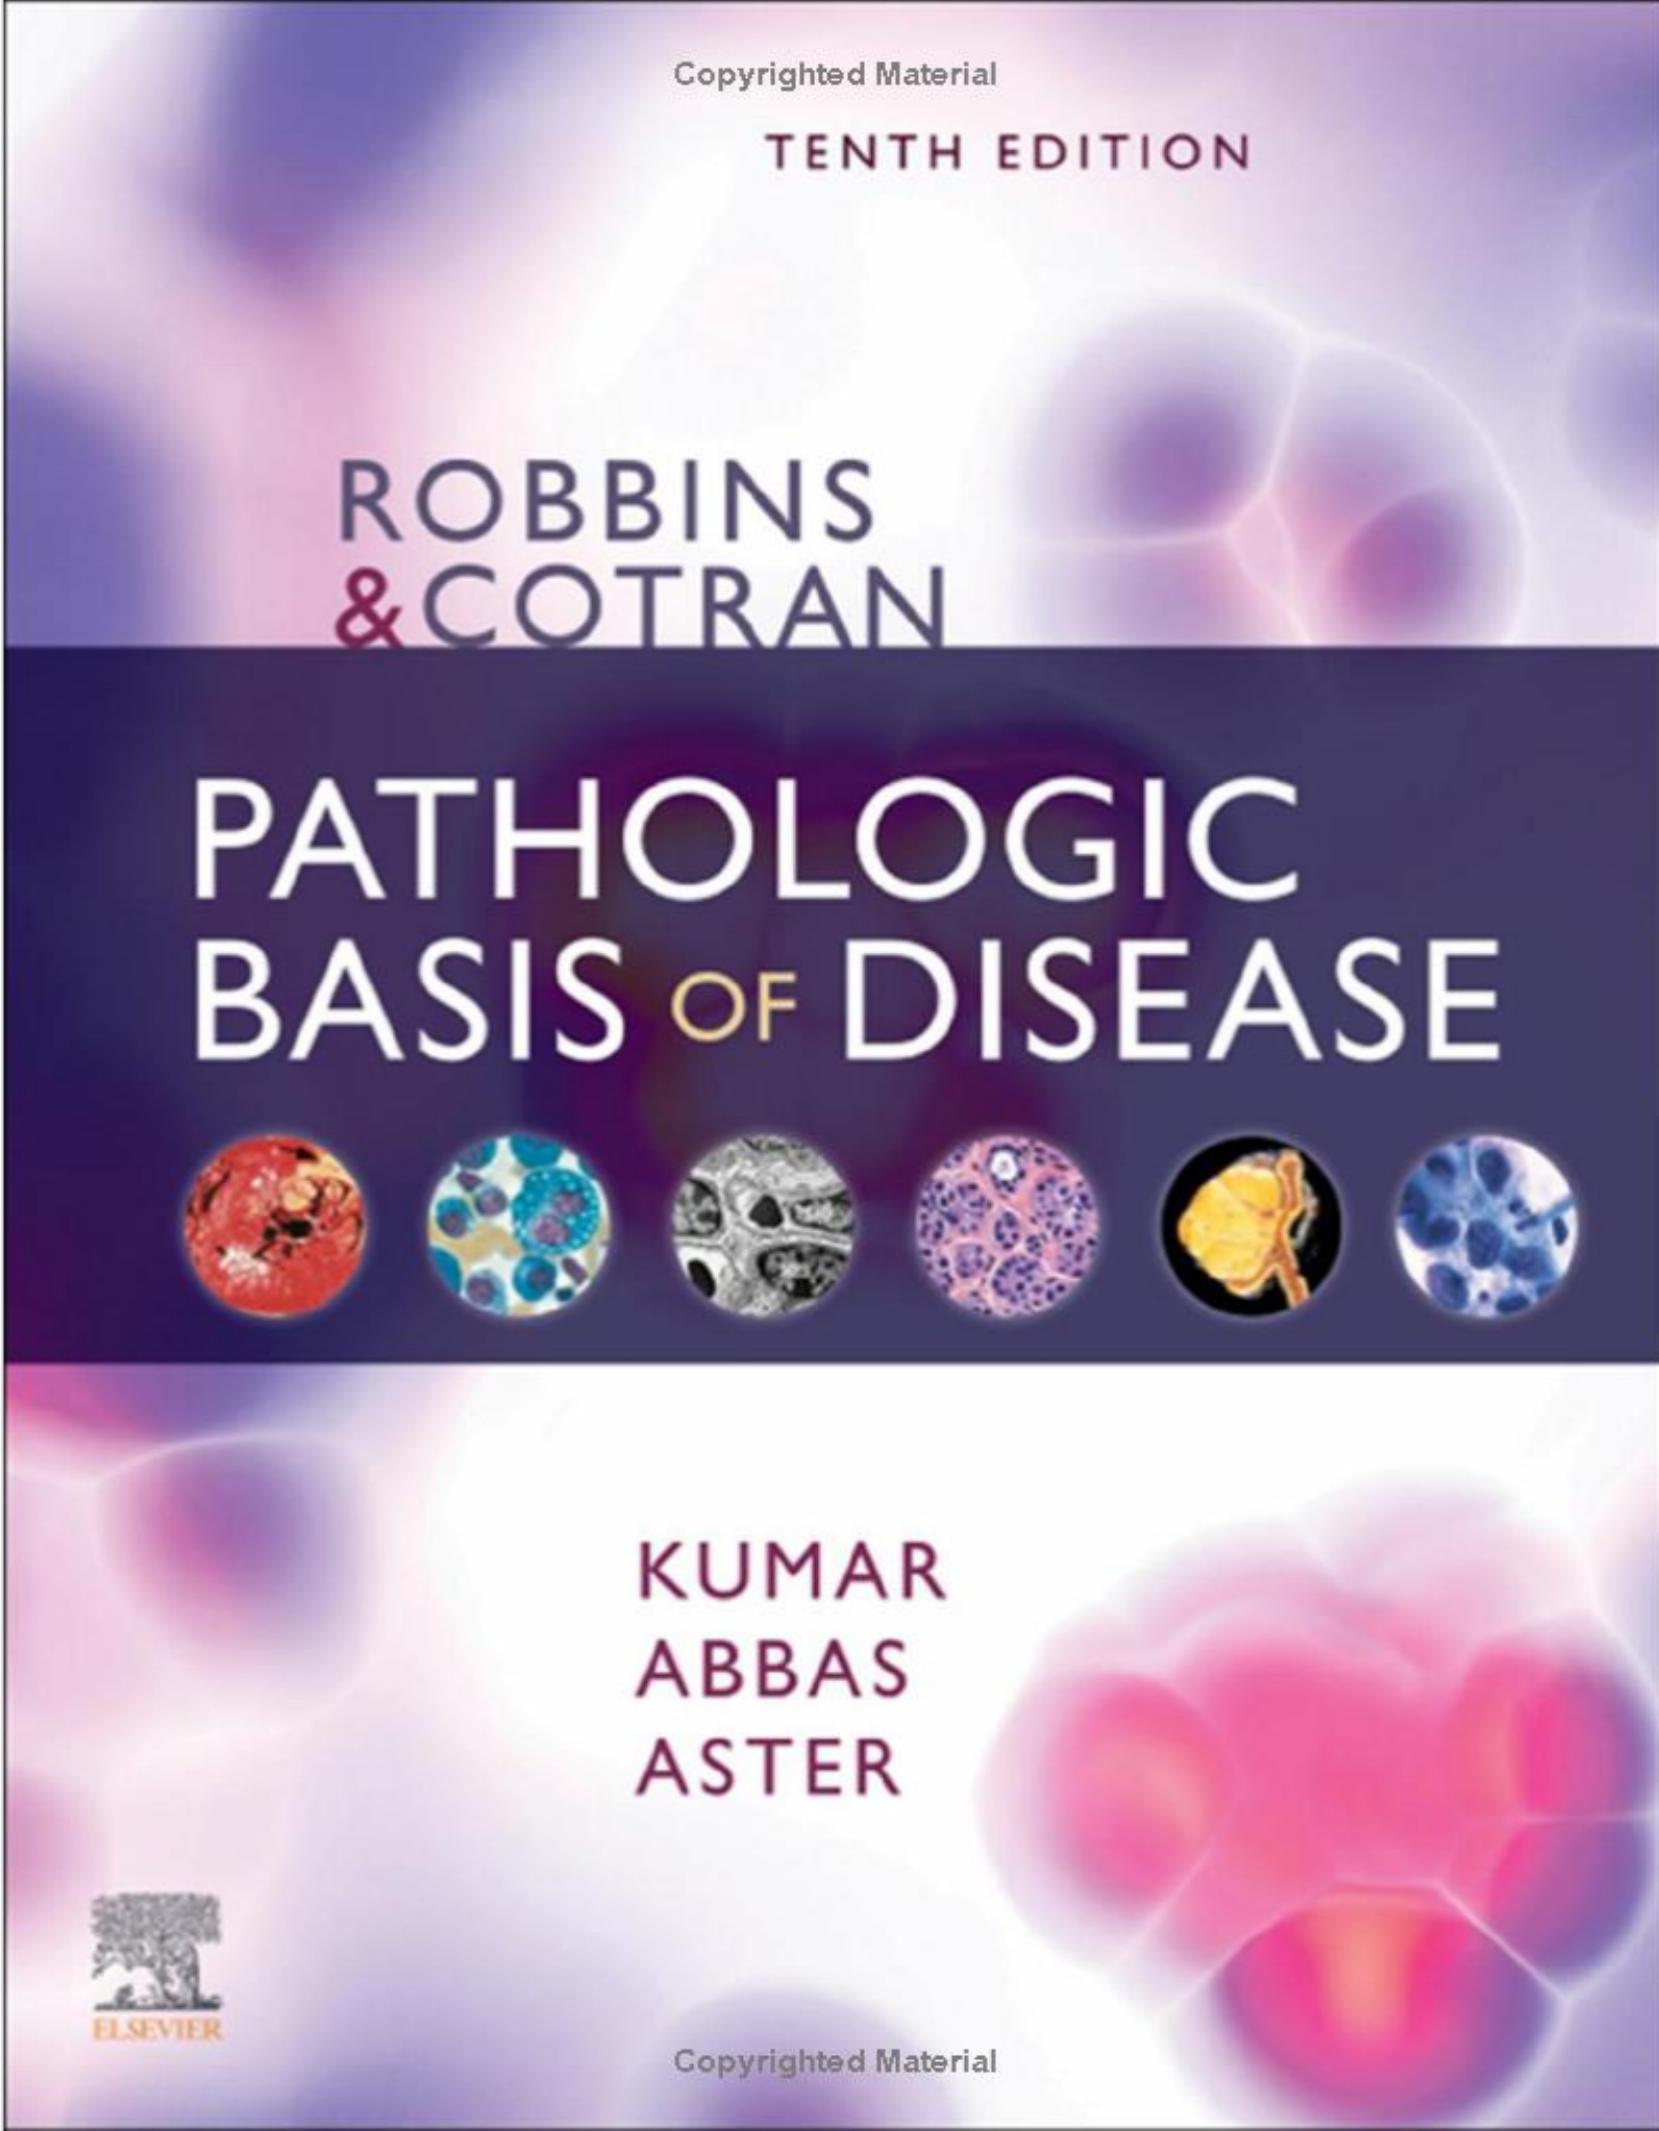 Copyrighted Material
TENTH EDITION
ROBBINS
&COTRAN
PATHOLOGIC
BASIS OF DISEASE
KUMAR
ABBAS
ASTER
ELSEVIER
Copyrighted Material